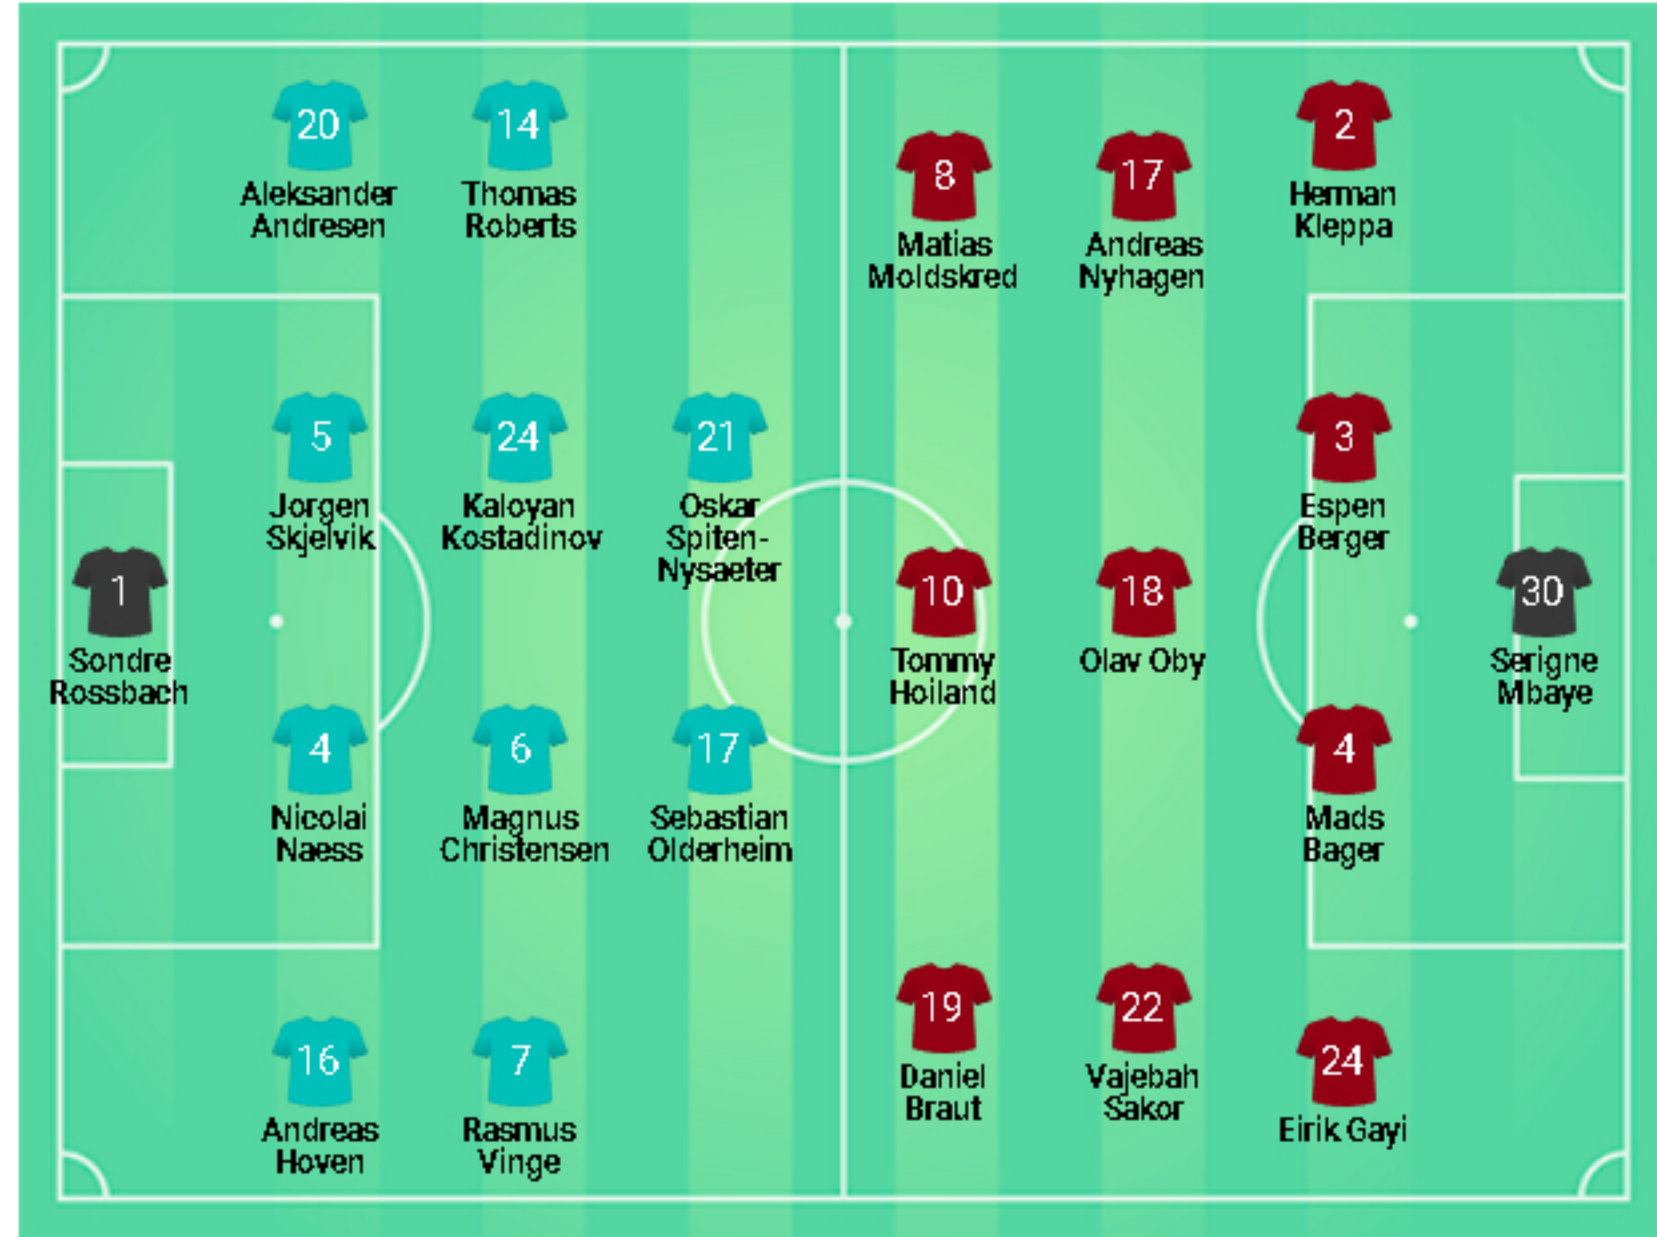 20
Aleksander
Andresen
14
Thomas
Roberts
5
Jorgen
Skjelvik
24
Kaloyan
Kostadinov
21
Oskar
Spiten-
Nysaeter
1
Sondre
Rossbach
4
Nicolai
Naess
6
Magnus
Christensen
17
Sebastian
Olderheim
16
Andreas
Hoven
7
Rasmus
Vinge
8
Matias
Moldskred
17
Andreas
Nyhagen
2
Herman
Kleppa
3
Espen
Berger
10
Tommy
Hoiland
18
Olav Oby
30
Serigne
Mbaye
4
Mads
Bager
19
Daniel
Braut
22
Vajebah
Sakor
24
Eirik Gayi